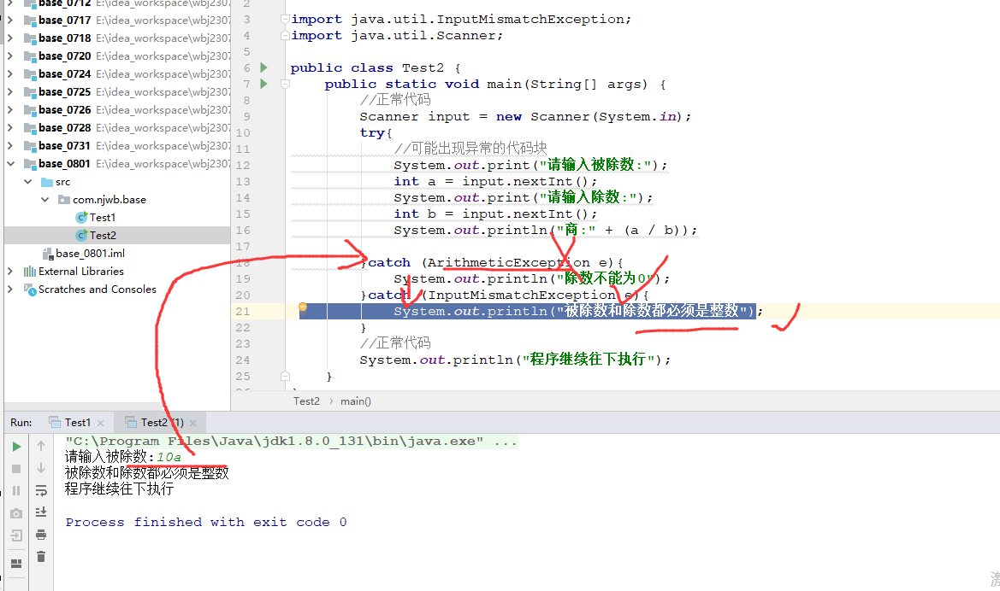 base_0712 E:\idea_workspace\wbj2307
base_0717 E:\idea_workspace\wbj2307
base_0718 E:\idea_workspace\wbj2307
base_0720 E:\idea_workspace\wbj2307
base_0724 E:\idea_workspace\wbj2307
base_0725 E:\idea_workspace\wbj2307
base_0726 E:\idea_workspace\wbj2307
base_0728 E:\idea_workspace\wbj2307
base_0731 E:\idea_workspace\wbj2307
base_0801 E:\idea_workspace\wbj2307
src
com.njwb.base
Test1
Test2
base_0801.iml
External Libraries
Scratches and Consoles
2
3 import java.util.InputMismatchException;
4 import java.util.Scanner;
5
6 public class Test2 {
7 public static void main(String[] args) {
8 //正常代码
9 Scanner input = new Scanner(System.in);
10 try{
11 //可能出现异常的代码块
12 System.out.print("请输入被除数:");
13 int a = input.nextInt();
14 System.out.print("请输入除数:");
15 int b = input.nextInt();
16 System.out.println("商:" + (a / b));
17
18 }catch (ArithmeticException e){
19 System.out.println("除数不能为0");
20 }catch (InputMismatchException e){
21 System.out.println("被除数和除数都必须是整数");
22 }
23 //正常代码
24 System.out.println("程序继续往下执行");
25 }
Test2 › main()
Run: Test1 × Test2 (1) ×
"C:\Program Files\Java\jdk1.8.0_131\bin\java.exe" ...
请输入被除数:10a
被除数和除数都必须是整数
程序继续往下执行
Process finished with exit code 0